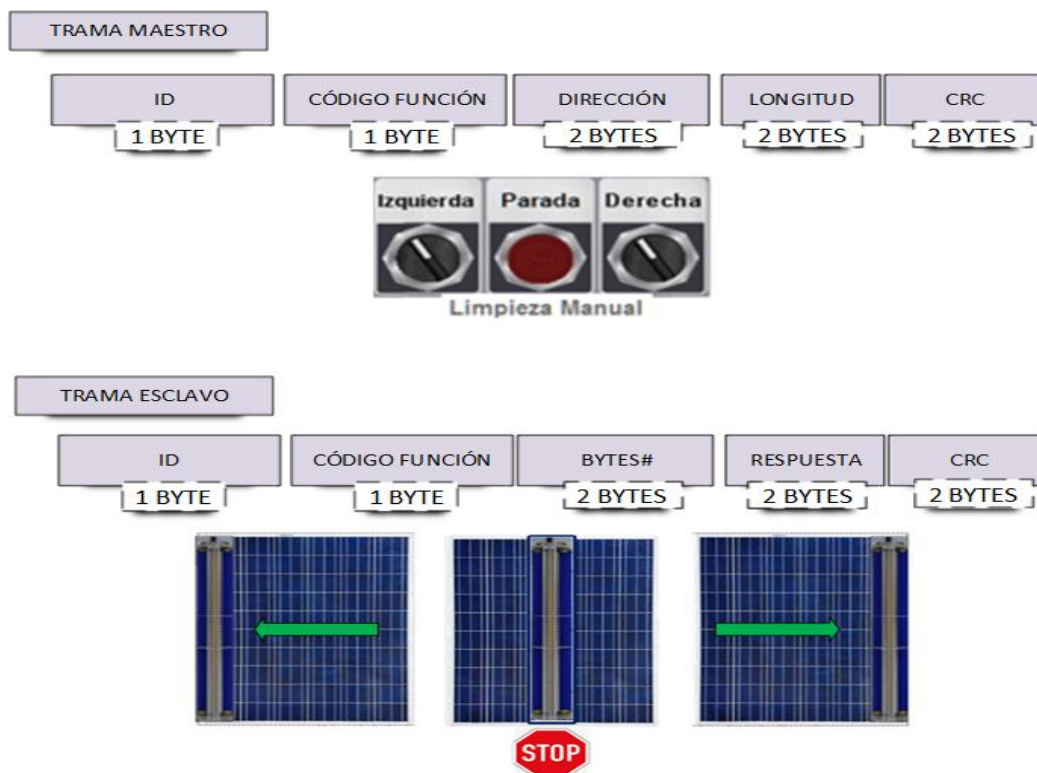 TRAMA MAESTRO
ID CÓDIGO FUNCIÓN DIRECCIÓN LONGITUD CRC
1 BYTE 1 BYTE 2 BYTES 2 BYTES 2 BYTES
Izquierda Parada Derecha
Limpieza Manual
TRAMA ESCLAVO
ID CÓDIGO FUNCIÓN BYTES# RESPUESTA CRC
1 BYTE 1 BYTE 2 BYTES 2 BYTES 2 BYTES
STOP